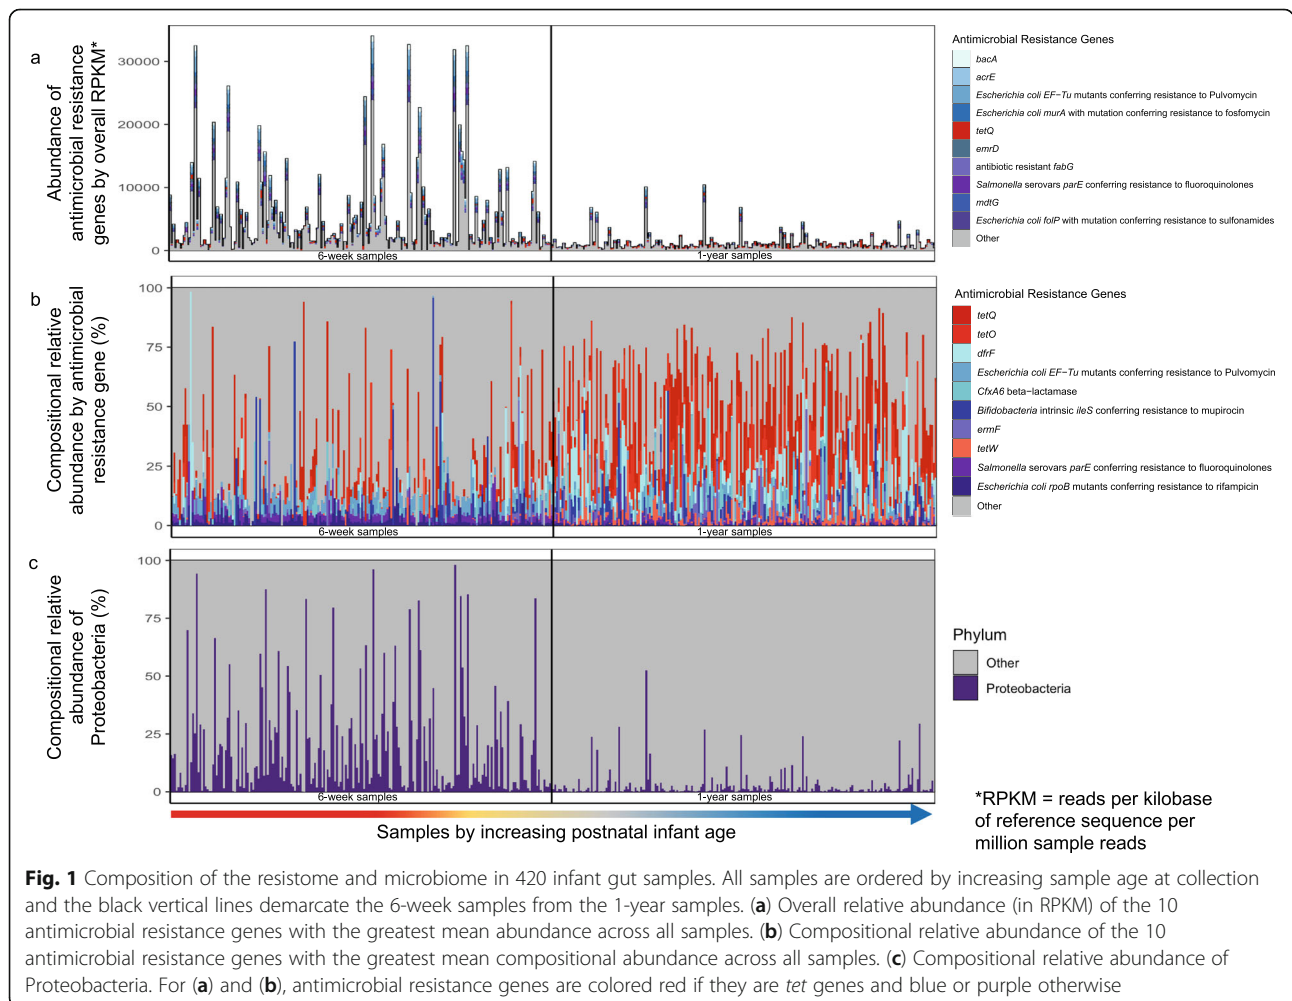 a
Abundance of
antimicrobial resistance
genes by overall RPKM*
30000
20000
10000
0
6-week samples
1-year samples
Antimicrobial Resistance Genes
bacA
acrE
Escherichia coli EF−Tu mutants conferring resistance to Pulvomycin
Escherichia coli murA with mutation conferring resistance to fosfomycin
tetQ
emrD
antibiotic resistant fabG
Salmonella serovars parE conferring resistance to fluoroquinolones
mdtG
Escherichia coli folP with mutation conferring resistance to sulfonamides
Other
b
Compositional relative
abundance by antimicrobial
resistance gene (%)
100
75
50
25
0
6-week samples
1-year samples
Antimicrobial Resistance Genes
tetQ
tetO
dfrF
Escherichia coli EF−Tu mutants conferring resistance to Pulvomycin
CfxA6 beta−lactamase
Bifidobacteria intrinsic ileS conferring resistance to mupirocin
ermF
tetW
Salmonella serovars parE conferring resistance to fluoroquinolones
Escherichia coli rpoB mutants conferring resistance to rifampicin
Other
c
Compositional relative
abundance of
Proteobacteria (%)
100
75
50
25
0
6-week samples
1-year samples
Phylum
Other
Proteobacteria
Samples by increasing postnatal infant age
*RPKM = reads per kilobase
of reference sequence per
million sample reads
Fig. 1 Composition of the resistome and microbiome in 420 infant gut samples. All samples are ordered by increasing sample age at collection
and the black vertical lines demarcate the 6-week samples from the 1-year samples. (a) Overall relative abundance (in RPKM) of the 10
antimicrobial resistance genes with the greatest mean abundance across all samples. (b) Compositional relative abundance of the 10
antimicrobial resistance genes with the greatest mean compositional abundance across all samples. (c) Compositional relative abundance of
Proteobacteria. For (a) and (b), antimicrobial resistance genes are colored red if they are tet genes and blue or purple otherwise